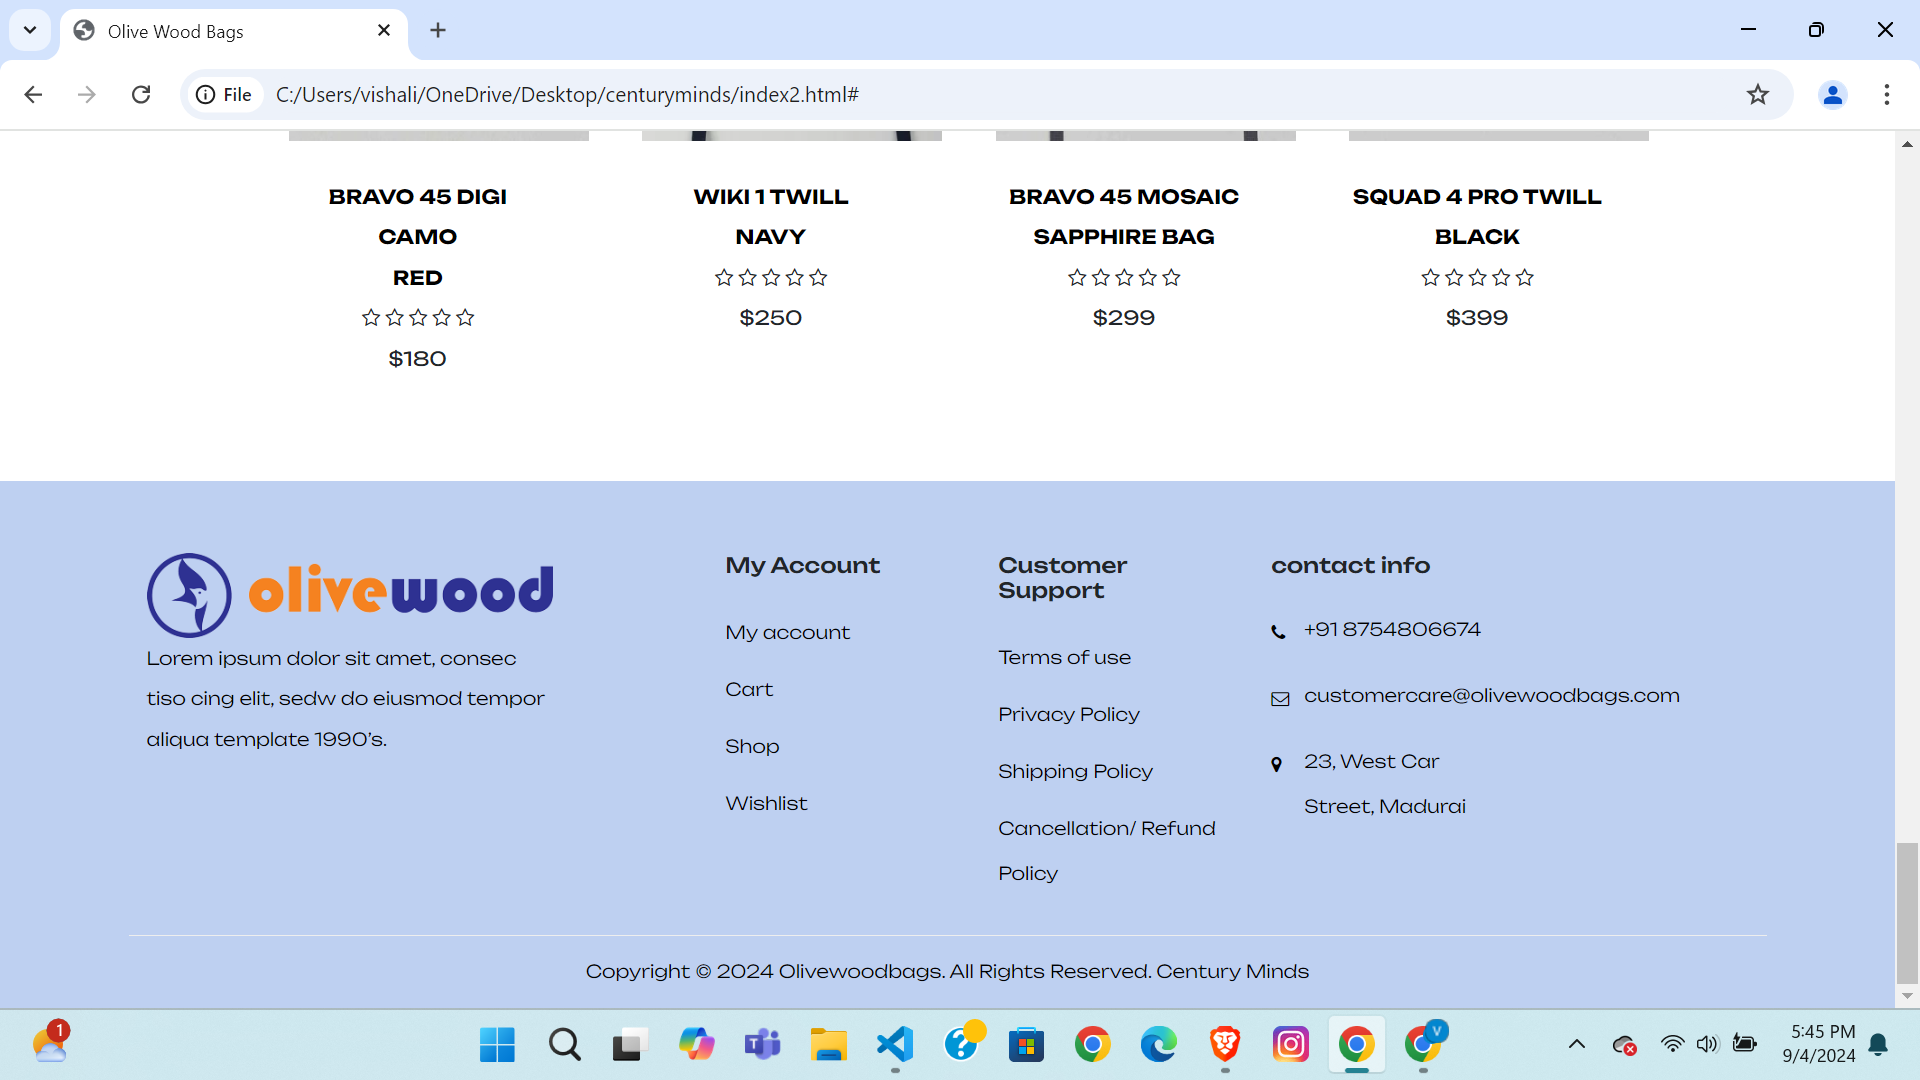 Olive Wood Bags
File
C:/Users/vishali/OneDrive/Desktop/centuryminds/index2.html#
BRAVO 45 DIGI
CAMO
RED
$180
WIKI 1 TWILL
NAVY
$250
BRAVO 45 MOSAIC
SAPPHIRE BAG
$299
SQUAD 4 PRO TWILL
BLACK
$399
olivewood
Lorem ipsum dolor sit amet, consec
tiso cing elit, sedw do eiusmod tempor
aliqua template 1990’s.
My Account
My account
Cart
Shop
Wishlist
Customer
Support
Terms of use
Privacy Policy
Shipping Policy
Cancellation/ Refund
Policy
contact info
+91 8754806674
customercare@olivewoodbags.com
23, West Car
Street, Madurai
Copyright © 2024 Olivewoodbags. All Rights Reserved. Century Minds
1
V
5:45 PM
9/4/2024